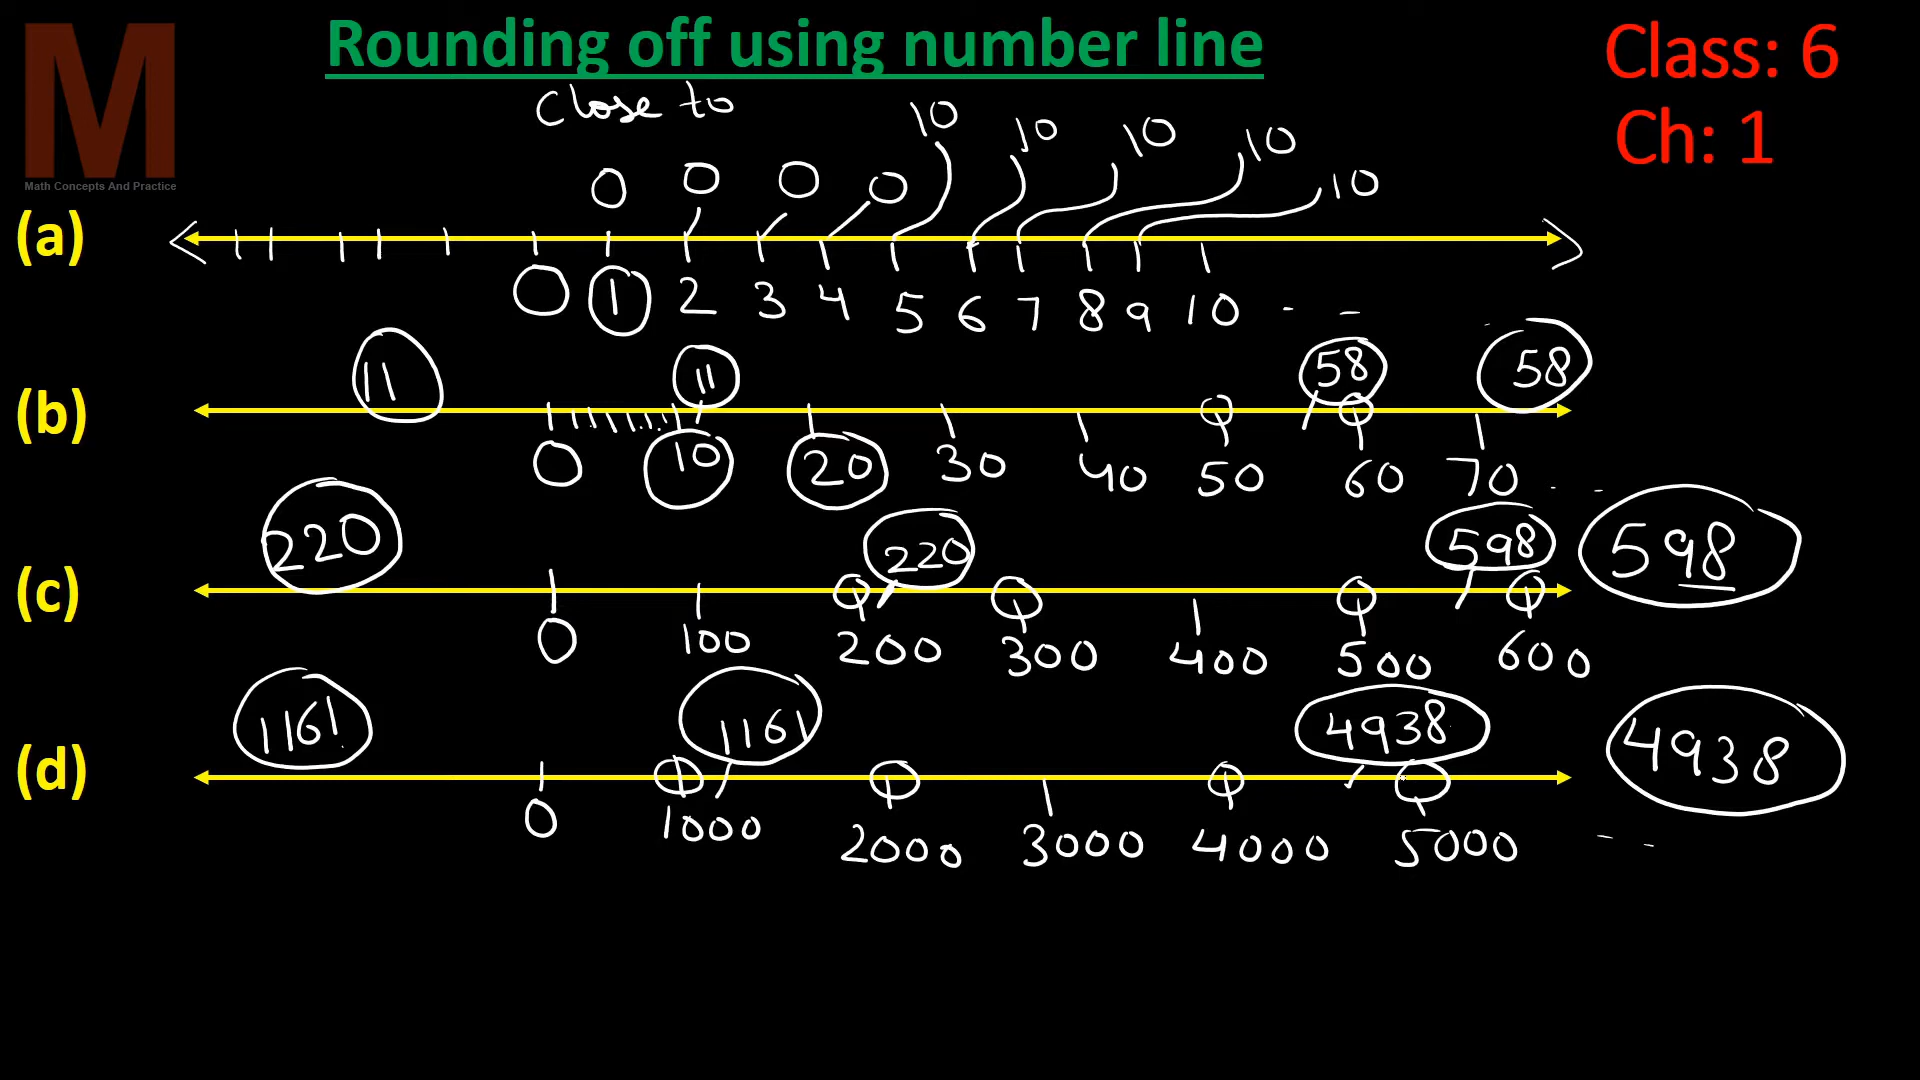 Rounding off using number line
Class: 6
Ch: 1
M
Math Concepts And Practice
close to
0 0 0 0 10 10 10 10 10
(a)
0 1 2 3 4 5 6 7 8 9 10 - -
(b)
11 11 58 58
0 10 20 30 40 50 60 70 - -
(c)
220 220 598 598
0 100 200 300 400 500 600
(d)
1161 1161 4938 4938
0 1000 2000 3000 4000 5000 - -